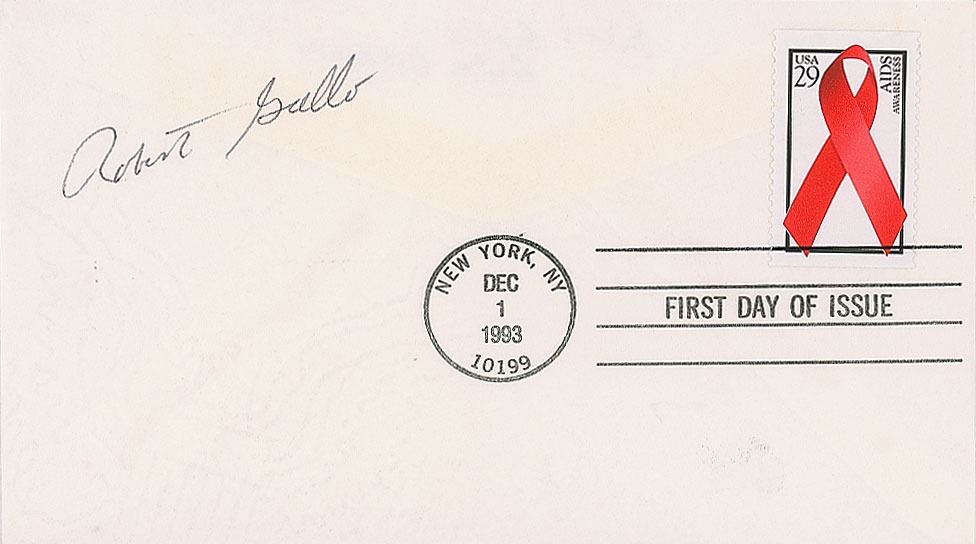 Robert Gallo
USA
29
AIDS
AWARENESS
NEW YORK, NY
DEC
1
1993
10199
FIRST DAY OF ISSUE